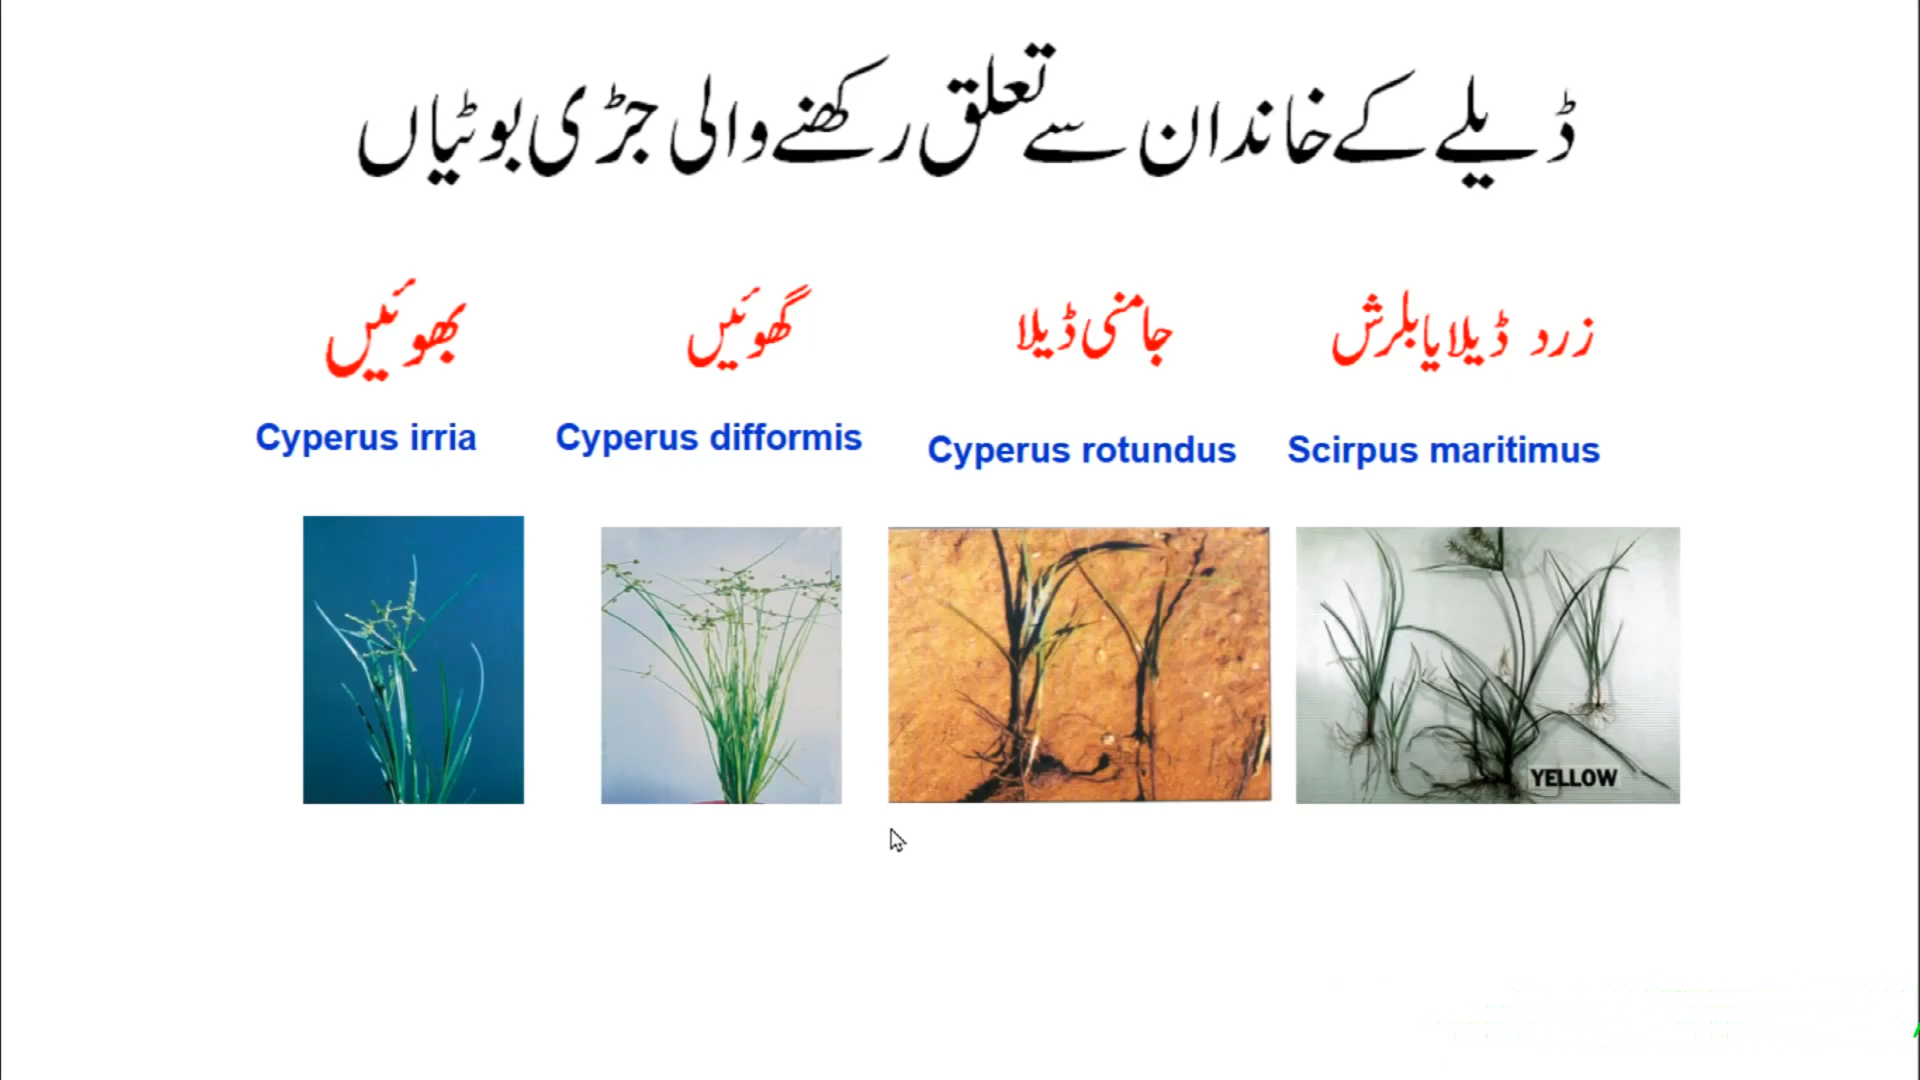 ڈیلے کے خاندان سے تعلق رکھنے والی جڑی بوٹیاں
زرد ڈیلا یا بلرش
جامنی ڈیلا
گھوئیں
بھوئیں
Cyperus irria
Cyperus difformis
Cyperus rotundus
Scirpus maritimus
YELLOW